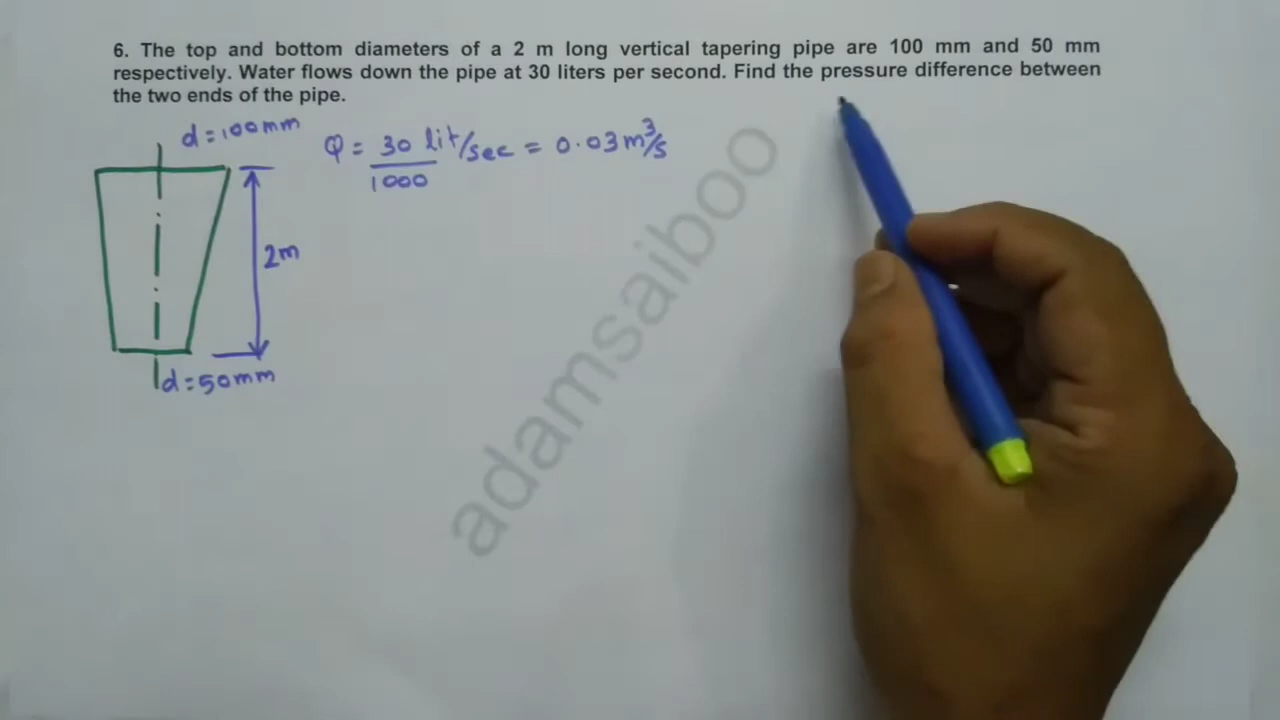 6. The top and bottom diameters of a 2 m long vertical tapering pipe are 100 mm and 50 mm
respectively. Water flows down the pipe at 30 liters per second. Find the pressure difference between
the two ends of the pipe.
d=100mm
Q = 30 lit/sec = 0.03 m³/s
1000
2m
d=50mm
adamsaiboo